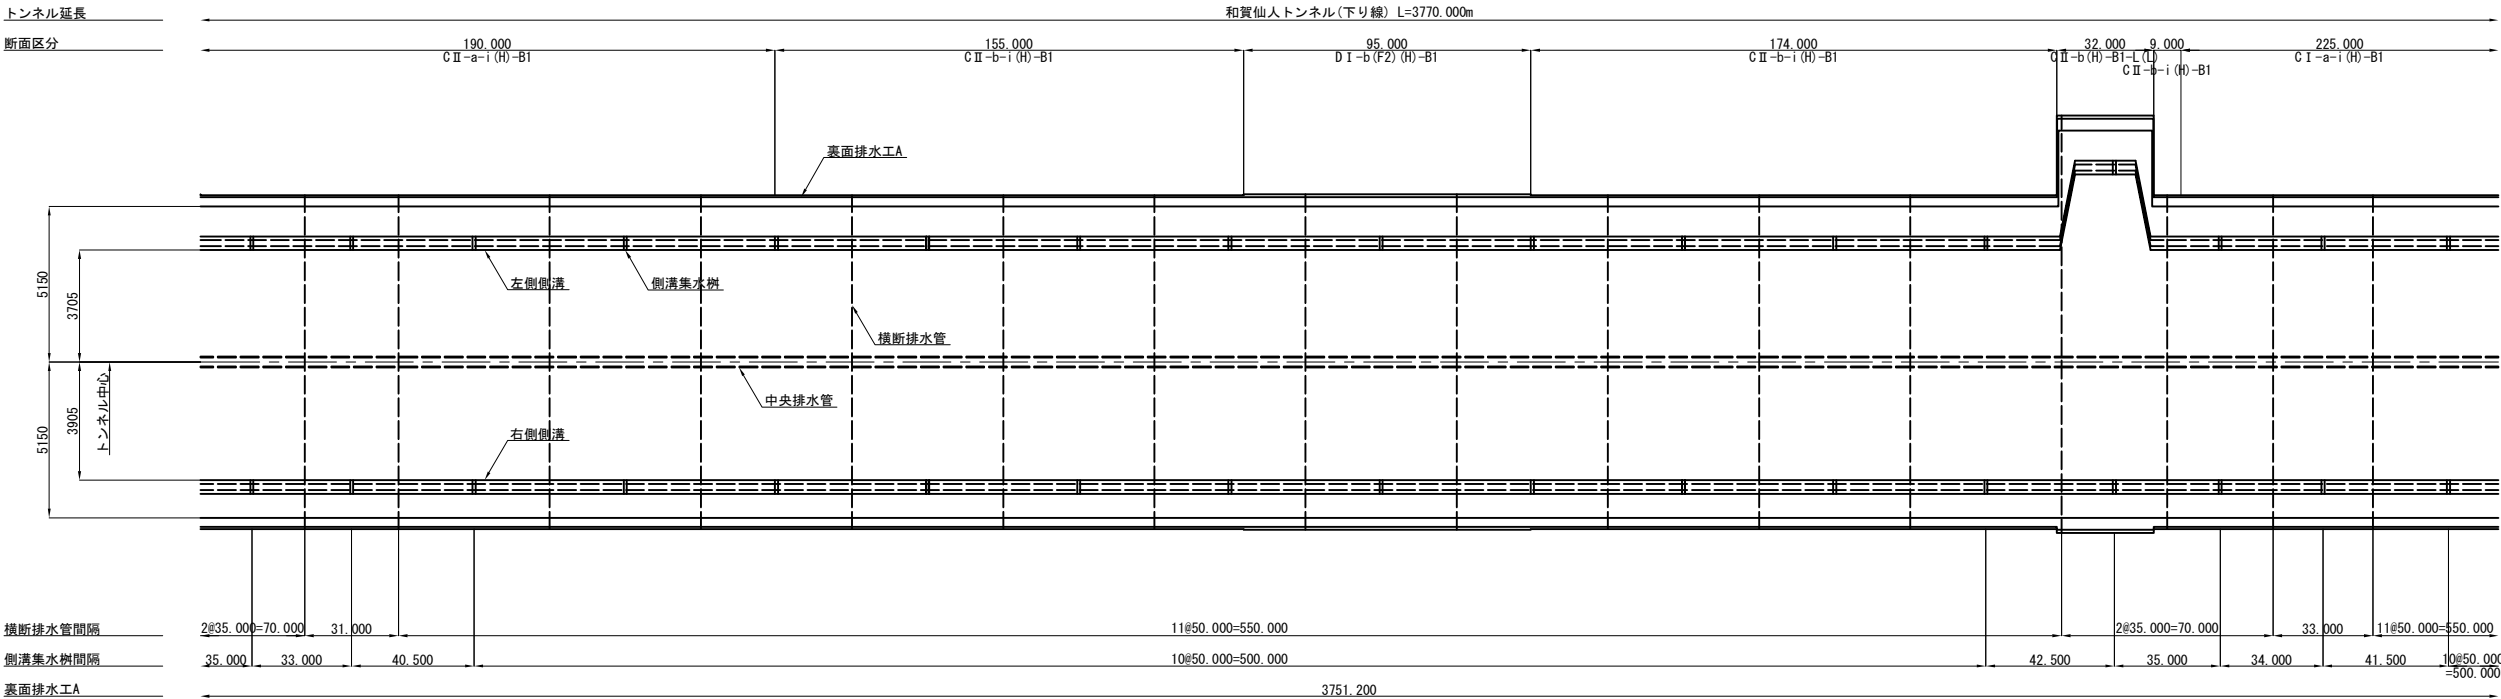 トンネル延長
和賀仙人トンネル(下り線) L=3770.000m
断面区分
190.000 155.000 95.000 174.000 32.000 9.000 225.000
CⅡ-a-i(H)-B1 CⅡ-b-i(H)-B1 DⅠ-b(F2)(H)-B1 CⅡ-b-i(H)-B1 CⅡ-b(H)-B1-L(L) CⅠ-a-i(H)-B1
CⅡ-b-i(H)-B1
裏面排水工A
左側側溝
側溝集水桝
5150
3705
横断排水管
トンネル中心
中央排水管
3905
5150
右側側溝
横断排水管間隔
2@35.000=70.000 31.000 11@50.000=550.000 2@35.000=70.000 33.000 11@50.000=550.000
側溝集水桝間隔
35.000 33.000 40.500 10@50.000=500.000 42.500 35.000 34.000 41.500 10@50.000
=500.000
裏面排水工A
3751.200